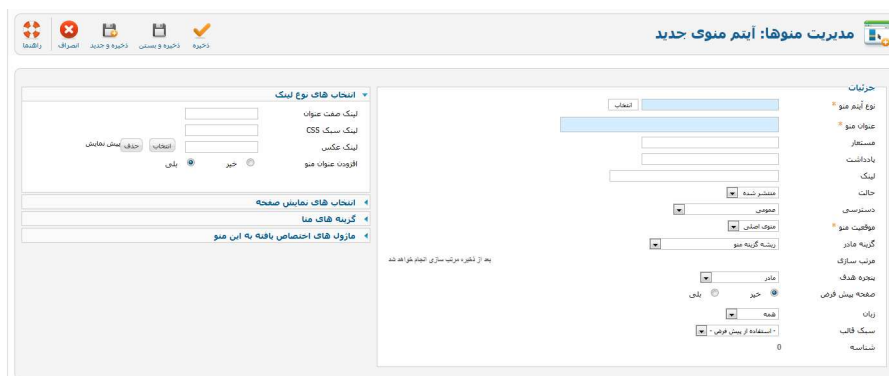 مدیریت منوها: آیتم منوی جدید
ذخیره
ذخیره و بستن
ذخیره و جدید
انصراف
راهنما
جزئیات
نوع آیتم منو *
انتخاب
عنوان منو *
مستعار
یادداشت
لینک
حالت
منتشر شده
دسترسی
عمومی
موقعیت منو *
منوی اصلی
گزینه مادر
ریشه گزینه منو
مرتب سازی
بعد از ذخیره مرتب سازی انجام خواهد شد
پنجره هدف
مادر
صفحه پیش فرض
خیر
بلی
زبان
همه
سبک قالب
- استفاده از پیش فرض -
شناسه
0
انتخاب های نوع لینک
لینک صفت عنوان
لینک سبک CSS
لینک عکس
انتخاب
حذف
پیش نمایش
افزودن عنوان منو
خیر
بلی
انتخاب های نمایش صفحه
گزینه های متا
ماژول های اختصاص یافته به این منو